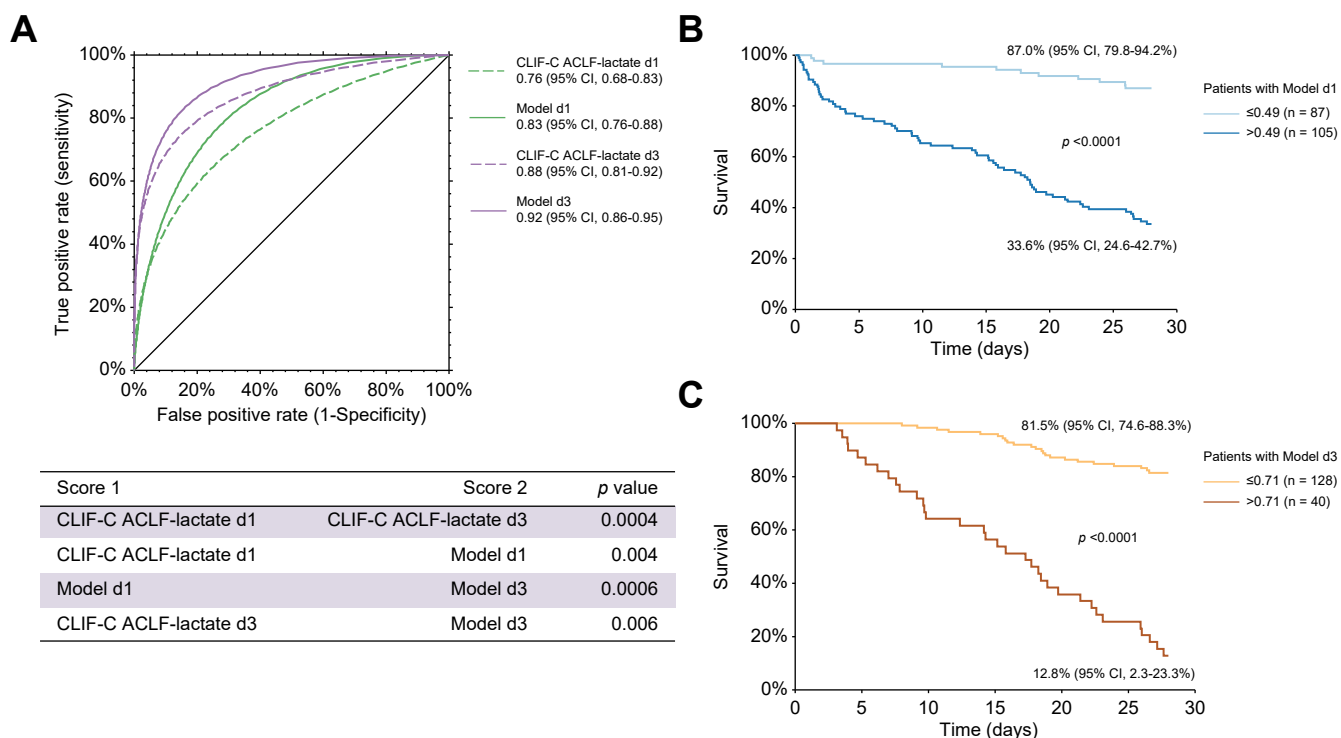 A
100%
80%
60%
40%
20%
0%
True positive rate (sensitivity)
0%
20%
40%
60%
80%
100%
False positive rate (1-Specificity)
CLIF-C ACLF-lactate d1
0.76 (95% CI, 0.68-0.83)
Model d1
0.83 (95% CI, 0.76-0.88)
CLIF-C ACLF-lactate d3
0.88 (95% CI, 0.81-0.92)
Model d3
0.92 (95% CI, 0.86-0.95)
Score 1 Score 2 p value
CLIF-C ACLF-lactate d1 CLIF-C ACLF-lactate d3 0.0004
CLIF-C ACLF-lactate d1 Model d1 0.004
Model d1 Model d3 0.0006
CLIF-C ACLF-lactate d3 Model d3 0.006
B
100%
80%
60%
40%
20%
0%
Survival
0 5 10 15 20 25 30
Time (days)
87.0% (95% CI, 79.8-94.2%)
p <0.0001
33.6% (95% CI, 24.6-42.7%)
Patients with Model d1
≤0.49 (n = 87)
>0.49 (n = 105)
C
100%
80%
60%
40%
20%
0%
Survival
0 5 10 15 20 25 30
Time (days)
81.5% (95% CI, 74.6-88.3%)
p <0.0001
12.8% (95% CI, 2.3-23.3%)
Patients with Model d3
≤0.71 (n = 128)
>0.71 (n = 40)